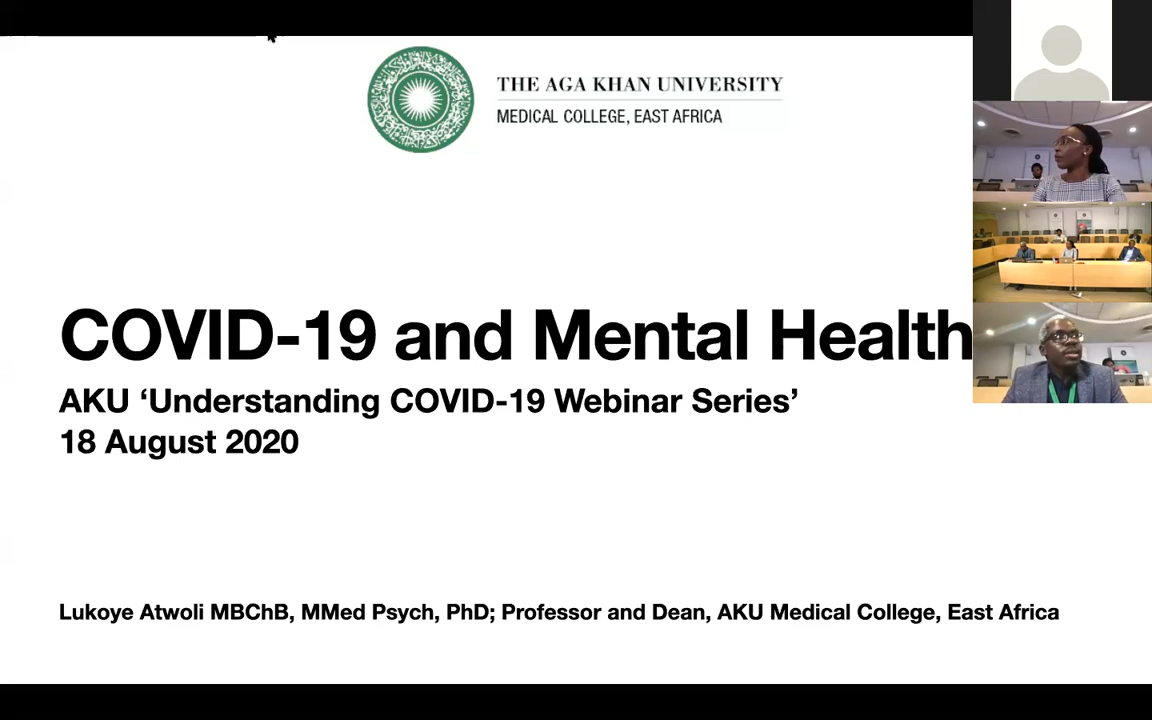 THE AGA KHAN UNIVERSITY
MEDICAL COLLEGE, EAST AFRICA
COVID-19 and Mental Health
AKU ‘Understanding COVID-19 Webinar Series’
18 August 2020
Lukoye Atwoli MBChB, MMed Psych, PhD; Professor and Dean, AKU Medical College, East Africa